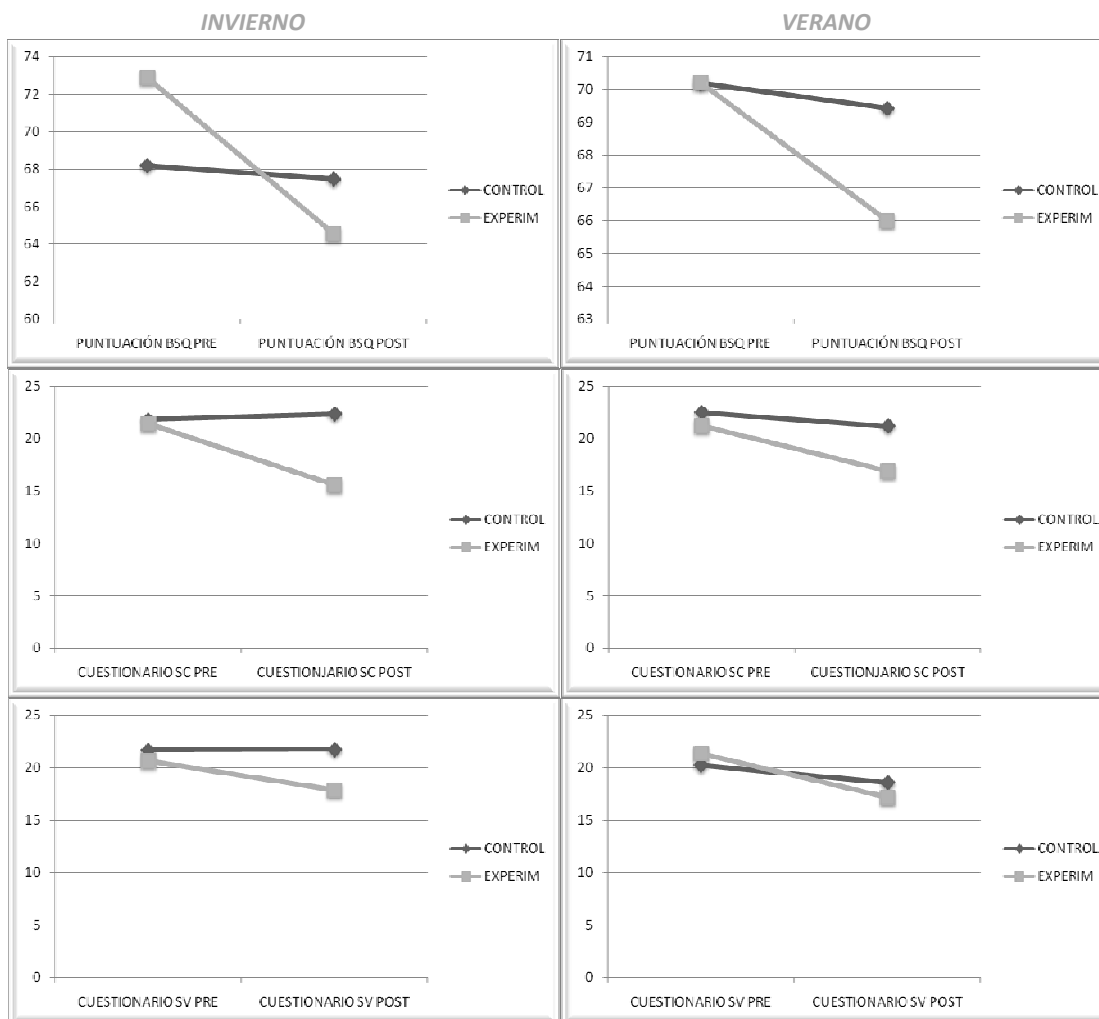 INVIERNO
VERANO
74
72
70
68
66
64
62
60
CONTROL
EXPERIM
PUNTUACIÓN BSQ PRE
PUNTUACIÓN BSQ POST
71
70
69
68
67
66
65
64
63
CONTROL
EXPERIM
PUNTUACIÓN BSQ PRE
PUNTUACIÓN BSQ POST
25
20
15
10
5
0
CONTROL
EXPERIM
CUESTIONARIO SC PRE
CUESTIONJARIO SC POST
25
20
15
10
5
0
CONTROL
EXPERIM
CUESTIONARIO SC PRE
CUESTIONJARIO SC POST
25
20
15
10
5
0
CONTROL
EXPERIM
CUESTIONARIO SV PRE
CUESTIONARIO SV POST
25
20
15
10
5
0
CONTROL
EXPERIM
CUESTIONARIO SV PRE
CUESTIONARIO SV POST